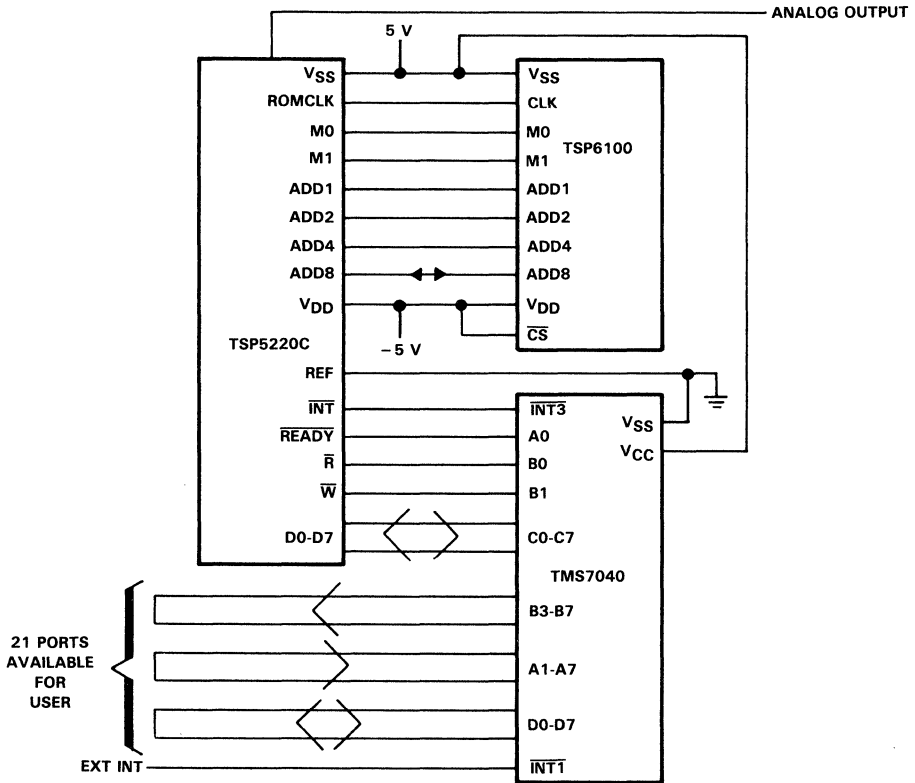 ANALOG OUTPUT
5 V
VSS
VSS
ROMCLK
CLK
M0
M0
TSP6100
M1
M1
ADD1
ADD1
ADD2
ADD2
ADD4
ADD4
ADD8
ADD8
VDD
VDD
TSP5220C
−5 V
CS
REF
INT
INT3
VSS
READY
A0
VCC
R
B0
W
B1
D0-D7
C0-C7
TMS7040
B3-B7
21 PORTS
AVAILABLE
FOR
USER
A1-A7
D0-D7
EXT INT
INT1